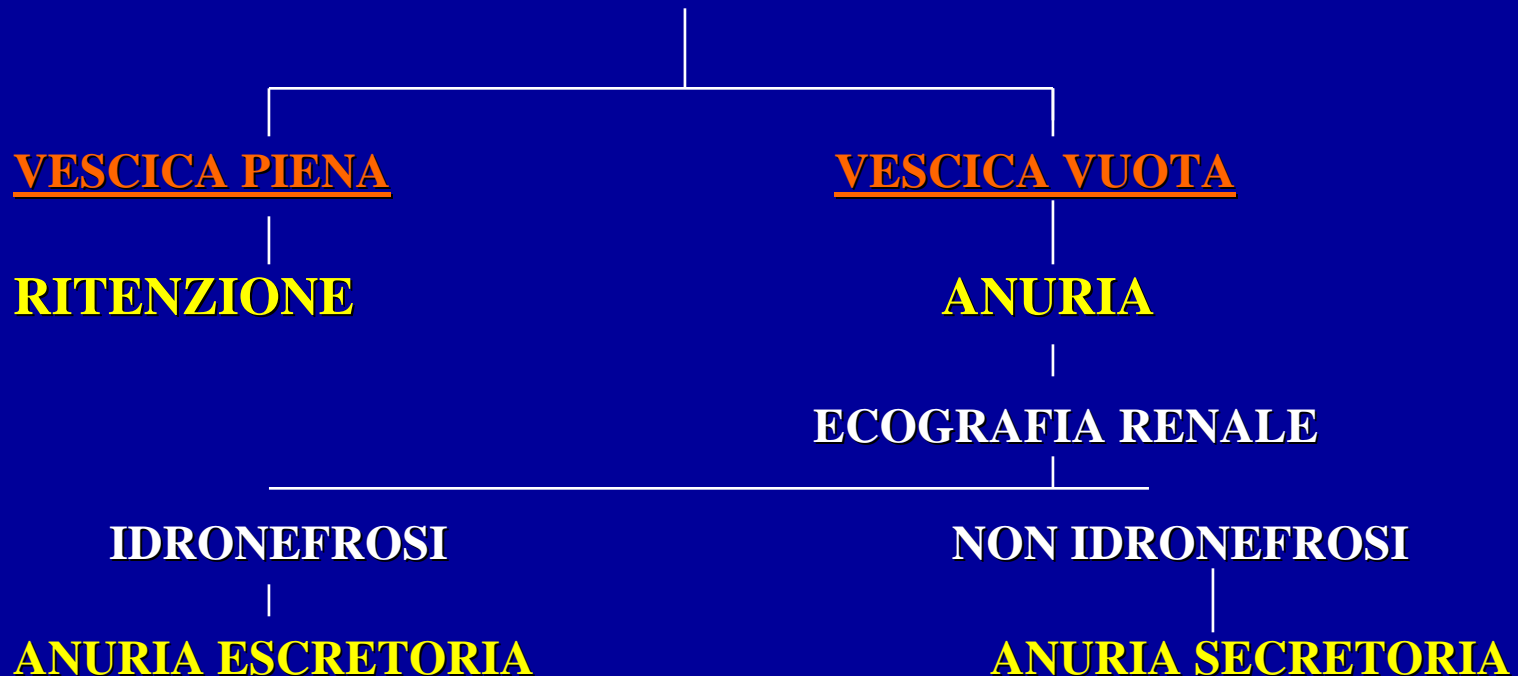 VESCICA PIENA
VESCICA VUOTA
RITENZIONE
ANURIA
ECOGRAFIA RENALE
IDRONEFROSI
NON IDRONEFROSI
ANURIA ESCRETORIA
ANURIA SECRETORIA